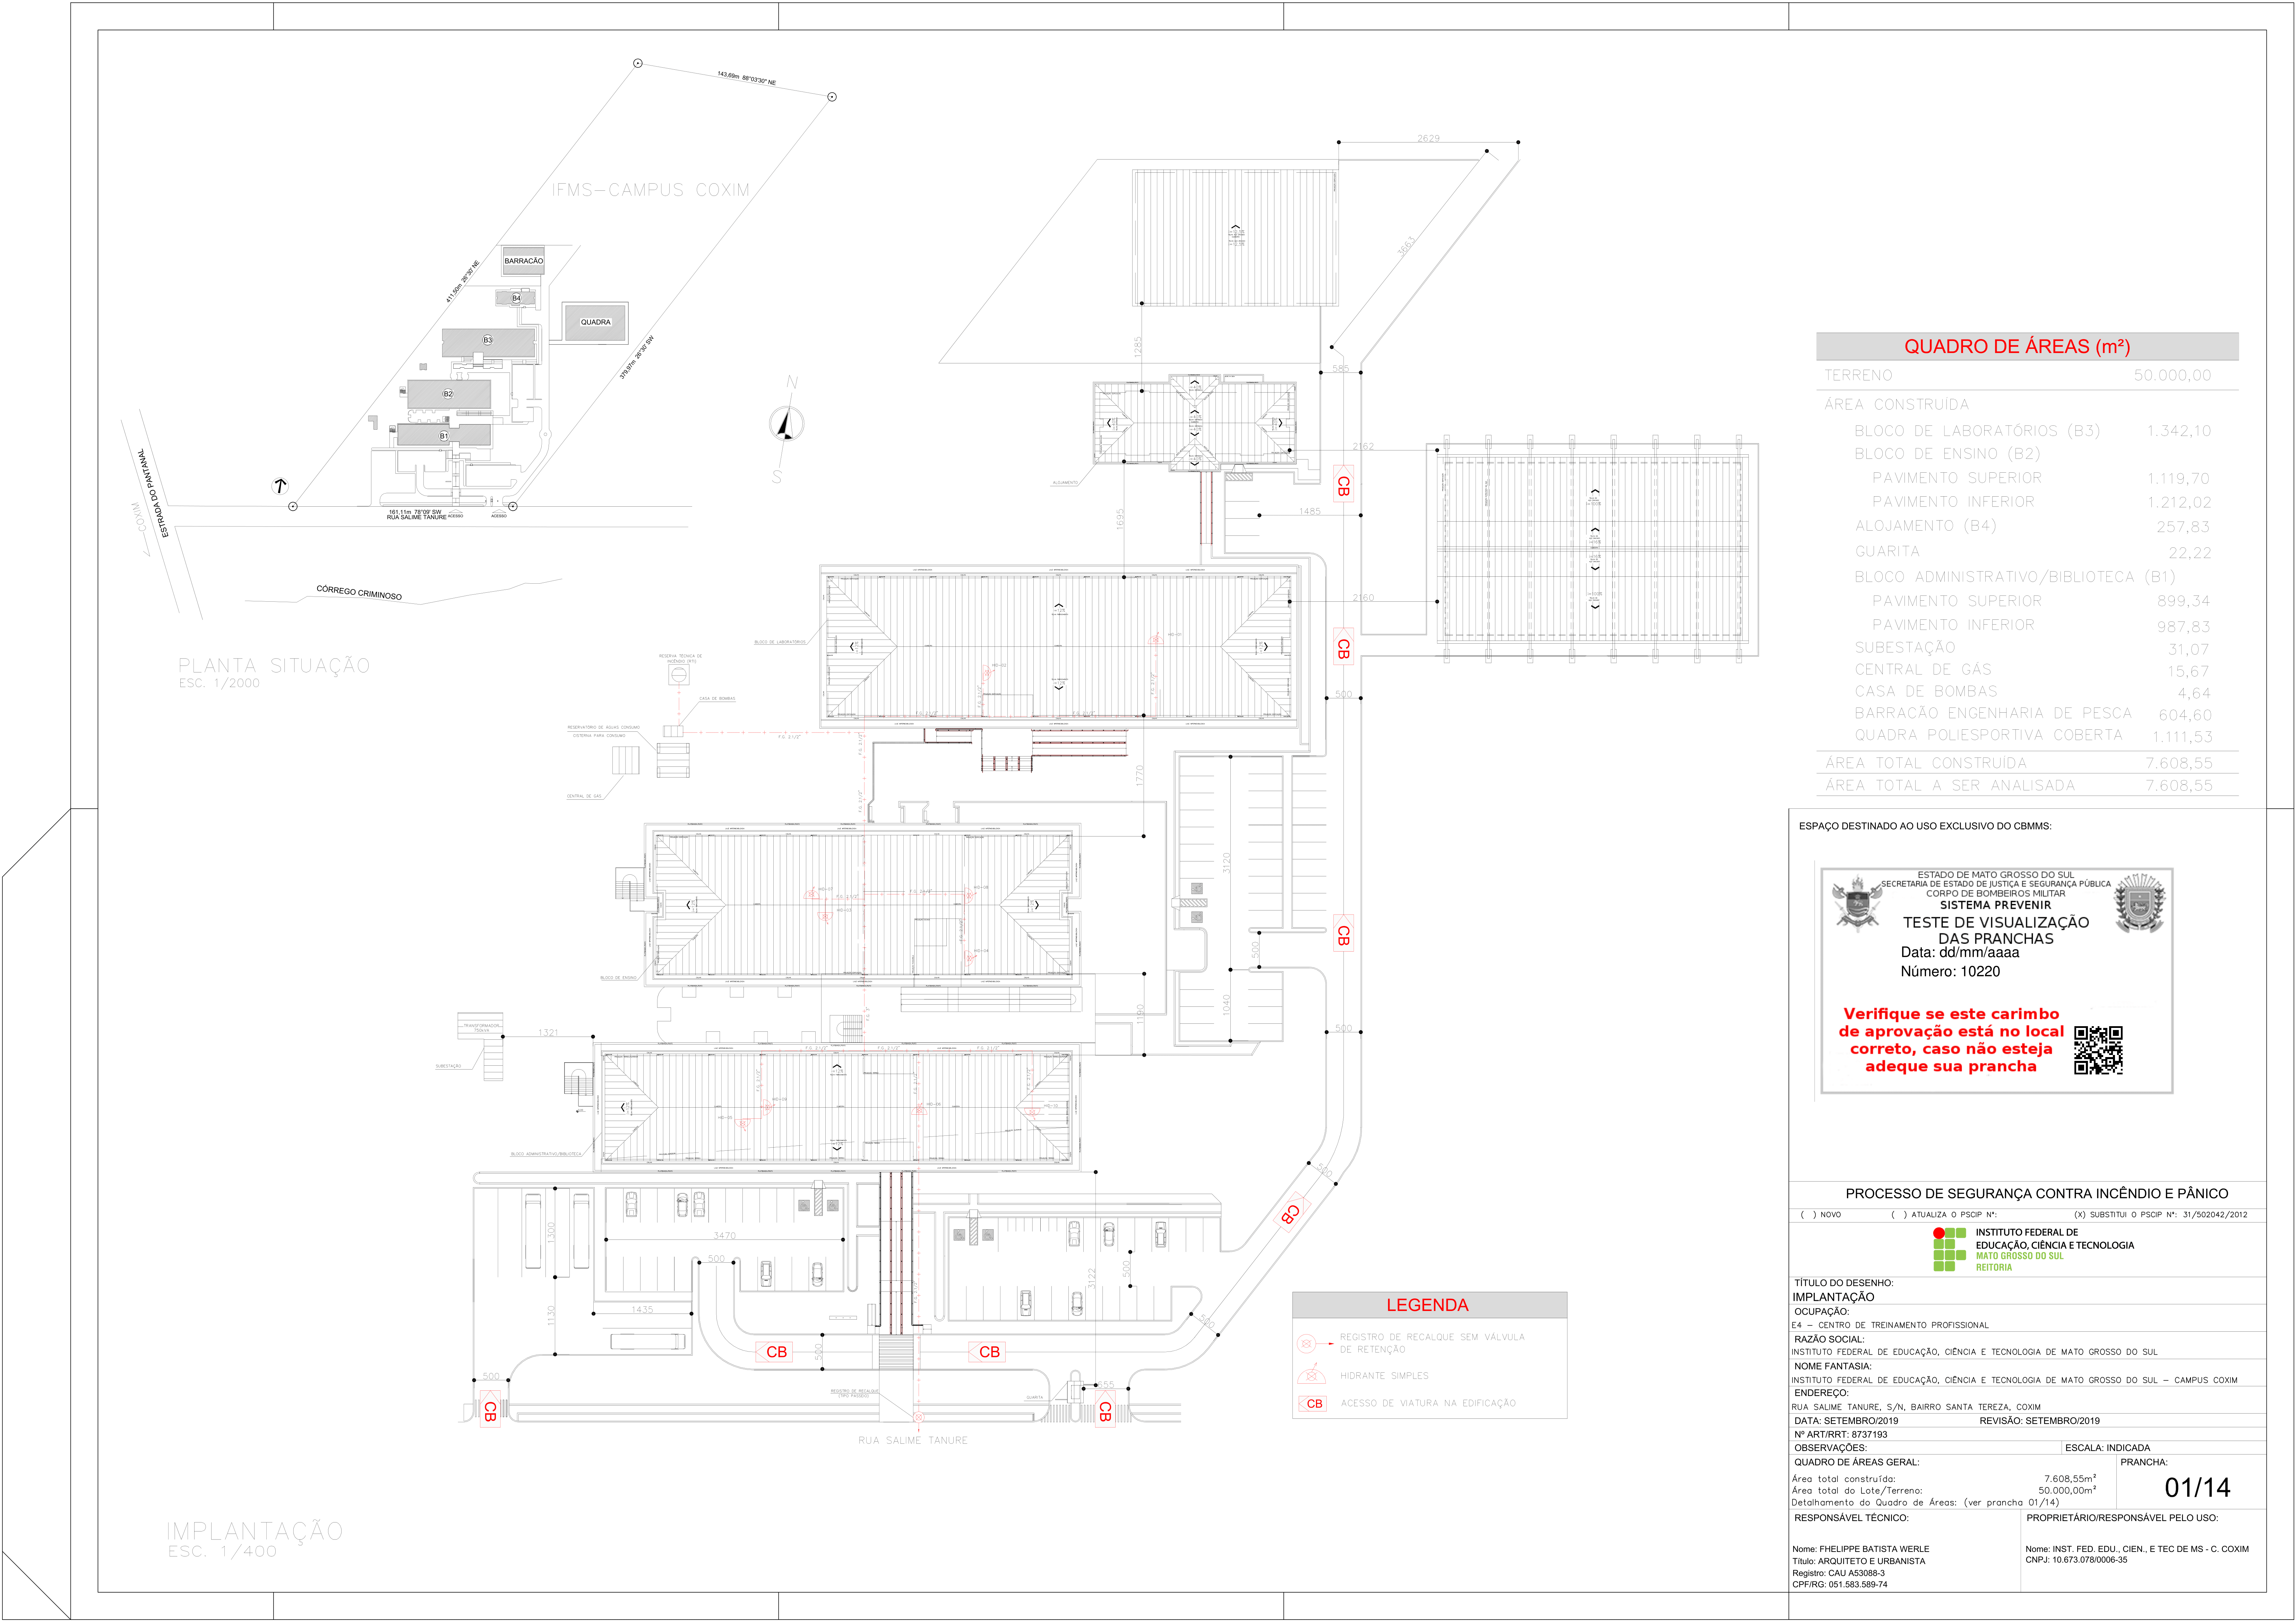 143,69m 88°03'30" NE
IFMS-CAMPUS COXIM
BARRACÃO
411,50m 26°30' NE
B4
QUADRA
B3
379,97m 26°30' SW
B2
B1
ESTRADA DO PANTANAL
COXIM
161,11m 78°09' SW
RUA SALIME TANURE
ACESSO
ACESSO
CÓRREGO CRIMINOSO
PLANTA SITUAÇÃO
ESC. 1/2000
N
S
2629
3663
1285
585
2162
CB
ALOJAMENTO
1695
1485
2160
CB
BLOCO DE LABORATÓRIOS
RESERVA TÉCNICA DE
INCÊNDIO (RTI)
CASA DE BOMBAS
RESERVATÓRIO DE ÁGUAS CONSUMO
CISTERNA PARA CONSUMO
CENTRAL DE GÁS
F.G. 2.1/2"
F.G. 2.1/2"
F.G. 2.1/2"
500
1770
3120
CB
500
1040
500
1190
BLOCO DE ENSINO
TRANSFORMADOR
SUBESTAÇÃO
1321
BLOCO ADMINISTRATIVO/BIBLIOTECA
500
CB
1300
3470
500
3122
500
1130
1435
500
CB
CB
500
500
CB
REGISTRO DE RECALQUE
(TIPO PASSEIO)
GUARITA
555
CB
RUA SALIME TANURE
IMPLANTAÇÃO
ESC. 1/400
LEGENDA
REGISTRO DE RECALQUE SEM VÁLVULA
DE RETENÇÃO
HIDRANTE SIMPLES
CB ACESSO DE VIATURA NA EDIFICAÇÃO
QUADRO DE ÁREAS (m²)
TERRENO 50.000,00
ÁREA CONSTRUÍDA
BLOCO DE LABORATÓRIOS (B3) 1.342,10
BLOCO DE ENSINO (B2)
PAVIMENTO SUPERIOR 1.119,70
PAVIMENTO INFERIOR 1.212,02
ALOJAMENTO (B4) 257,83
GUARITA 22,22
BLOCO ADMINISTRATIVO/BIBLIOTECA (B1)
PAVIMENTO SUPERIOR 899,34
PAVIMENTO INFERIOR 987,83
SUBESTAÇÃO 31,07
CENTRAL DE GÁS 15,67
CASA DE BOMBAS 4,64
BARRACÃO ENGENHARIA DE PESCA 604,60
QUADRA POLIESPORTIVA COBERTA 1.111,53
ÁREA TOTAL CONSTRUIDA 7.608,55
ÁREA TOTAL A SER ANALISADA 7.608,55
ESPAÇO DESTINADO AO USO EXCLUSIVO DO CBMMS:
ESTADO DE MATO GROSSO DO SUL
SECRETARIA DE ESTADO DE JUSTIÇA E SEGURANÇA PÚBLICA
CORPO DE BOMBEIROS MILITAR
SISTEMA PREVENIR
TESTE DE VISUALIZAÇÃO
DAS PRANCHAS
Data: dd/mm/aaaa
Número: 10220
Verifique se este carimbo
de aprovação está no local
correto, caso não esteja
adeque sua prancha
PROCESSO DE SEGURANÇA CONTRA INCÊNDIO E PÂNICO
( ) NOVO ( ) ATUALIZA O PSCIP N°: (X) SUBSTITUI O PSCIP N°: 31/502042/2012
INSTITUTO FEDERAL DE
EDUCAÇÃO, CIÊNCIA E TECNOLOGIA
MATO GROSSO DO SUL
REITORIA
TÍTULO DO DESENHO:
IMPLANTAÇÃO
OCUPAÇÃO:
E4 – CENTRO DE TREINAMENTO PROFISSIONAL
RAZÃO SOCIAL:
INSTITUTO FEDERAL DE EDUCAÇÃO, CIÊNCIA E TECNOLOGIA DE MATO GROSSO DO SUL
NOME FANTASIA:
INSTITUTO FEDERAL DE EDUCAÇÃO, CIÊNCIA E TECNOLOGIA DE MATO GROSSO DO SUL – CAMPUS COXIM
ENDEREÇO:
RUA SALIME TANURE, S/N, BAIRRO SANTA TEREZA, COXIM
DATA: SETEMBRO/2019 REVISÃO: SETEMBRO/2019
Nº ART/RRT: 8737193
OBSERVAÇÕES: ESCALA: INDICADA
QUADRO DE ÁREAS GERAL: PRANCHA:
Área total construída: 7.608,55m²
Área total do Lote/Terreno: 50.000,00m²
Detalhamento do Quadro de Áreas: (ver prancha 01/14)
01/14
RESPONSÁVEL TÉCNICO: PROPRIETÁRIO/RESPONSÁVEL PELO USO:
Nome: FHELIPPE BATISTA WERLE
Título: ARQUITETO E URBANISTA
Registro: CAU A53088-3
CPF/RG: 051.583.589-74
Nome: INST. FED. EDU., CIEN., E TEC DE MS - C. COXIM
CNPJ: 10.673.078/0006-35